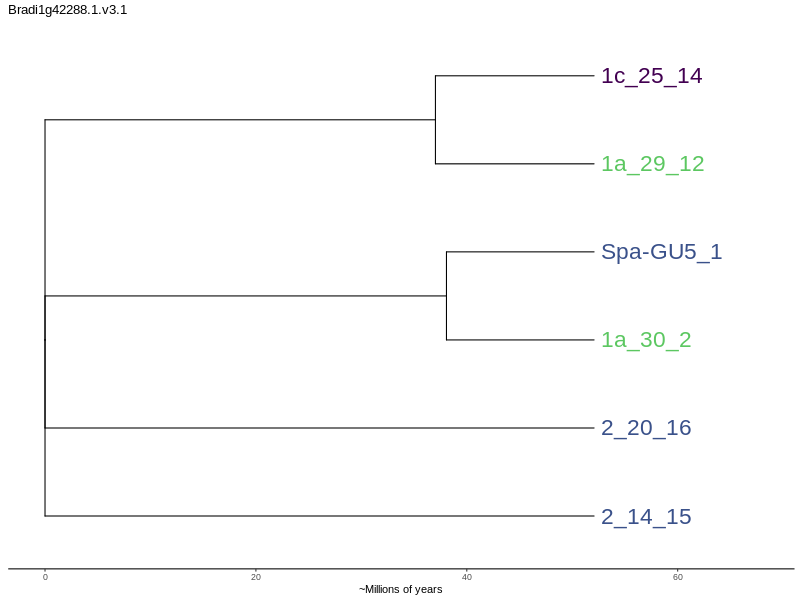 Bradi1g42288.1.v3.1
1c_25_14
1a_29_12
Spa-GU5_1
1a_30_2
2_20_16
2_14_15
0 20 40 60
~Millions of years